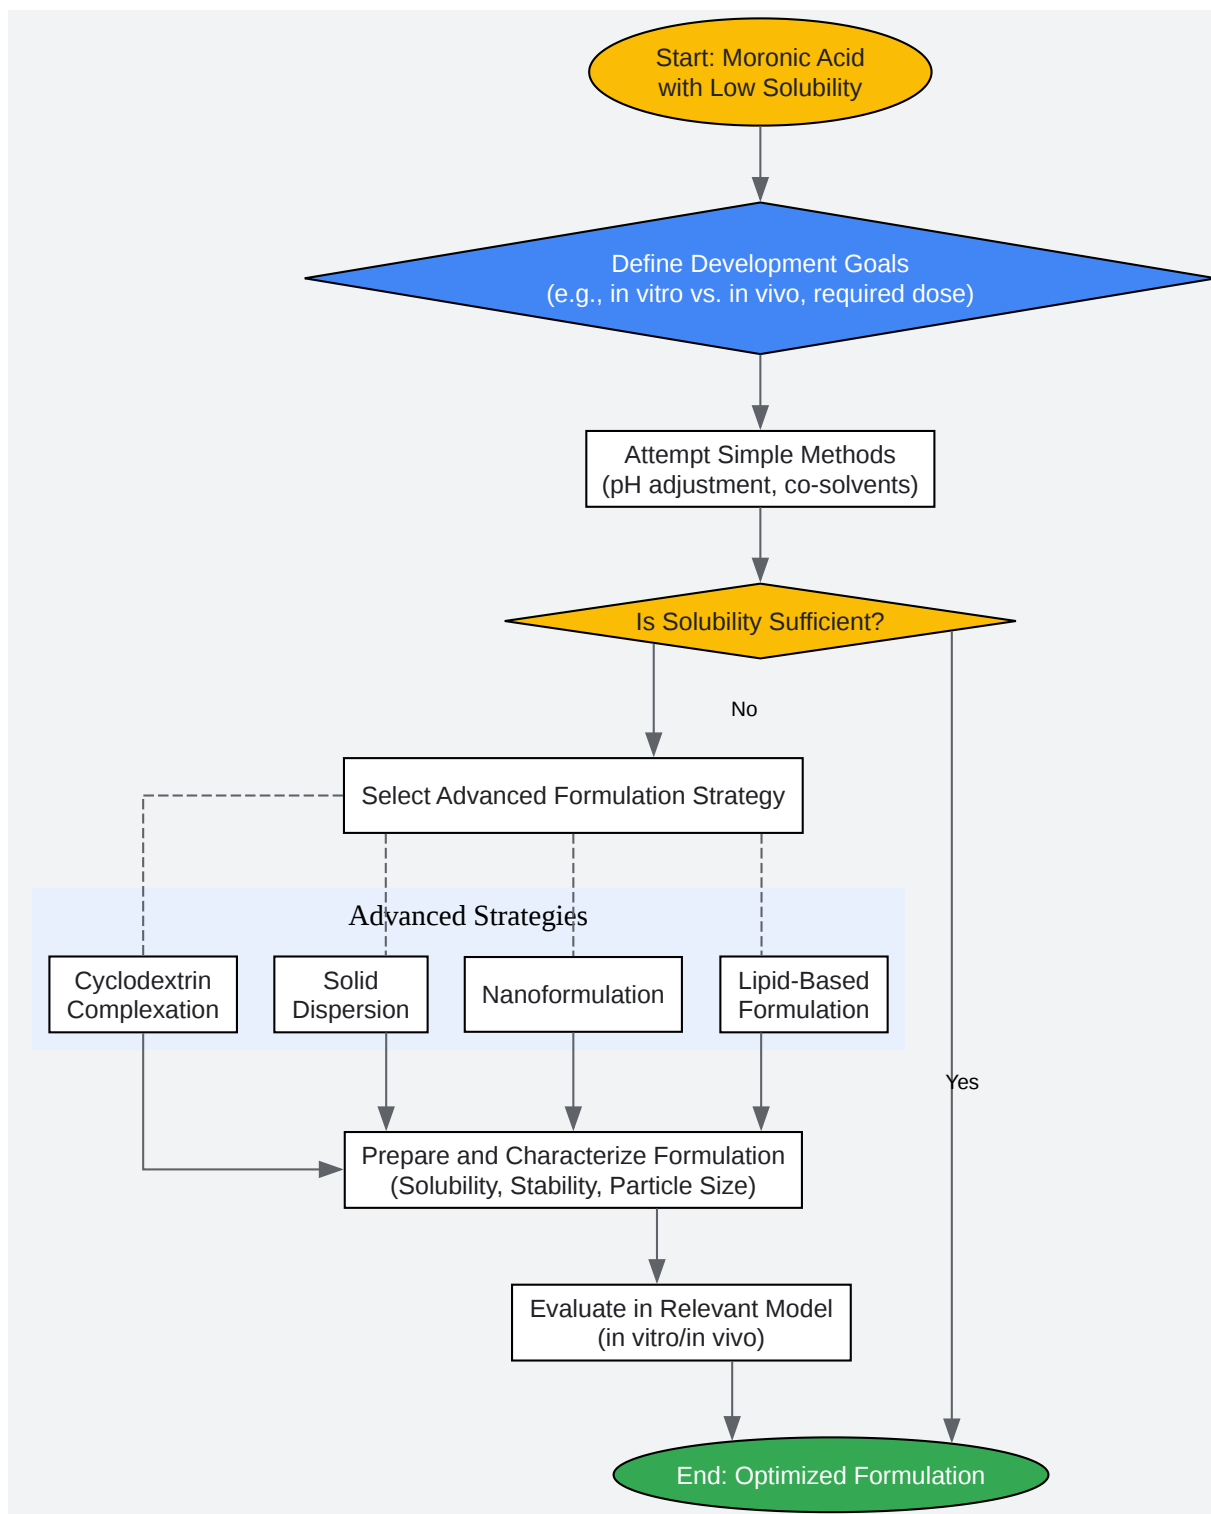 Start: Moronic Acid
with Low Solubility
Define Development Goals
(e.g., in vitro vs. in vivo, required dose)
Attempt Simple Methods
(pH adjustment, co-solvents)
Is Solubility Sufficient?
No
Select Advanced Formulation Strategy
Advanced Strategies
Cyclodextrin
Complexation
Solid
Dispersion
Nanoformulation
Lipid-Based
Formulation
Yes
Prepare and Characterize Formulation
(Solubility, Stability, Particle Size)
Evaluate in Relevant Model
(in vitro/in vivo)
End: Optimized Formulation